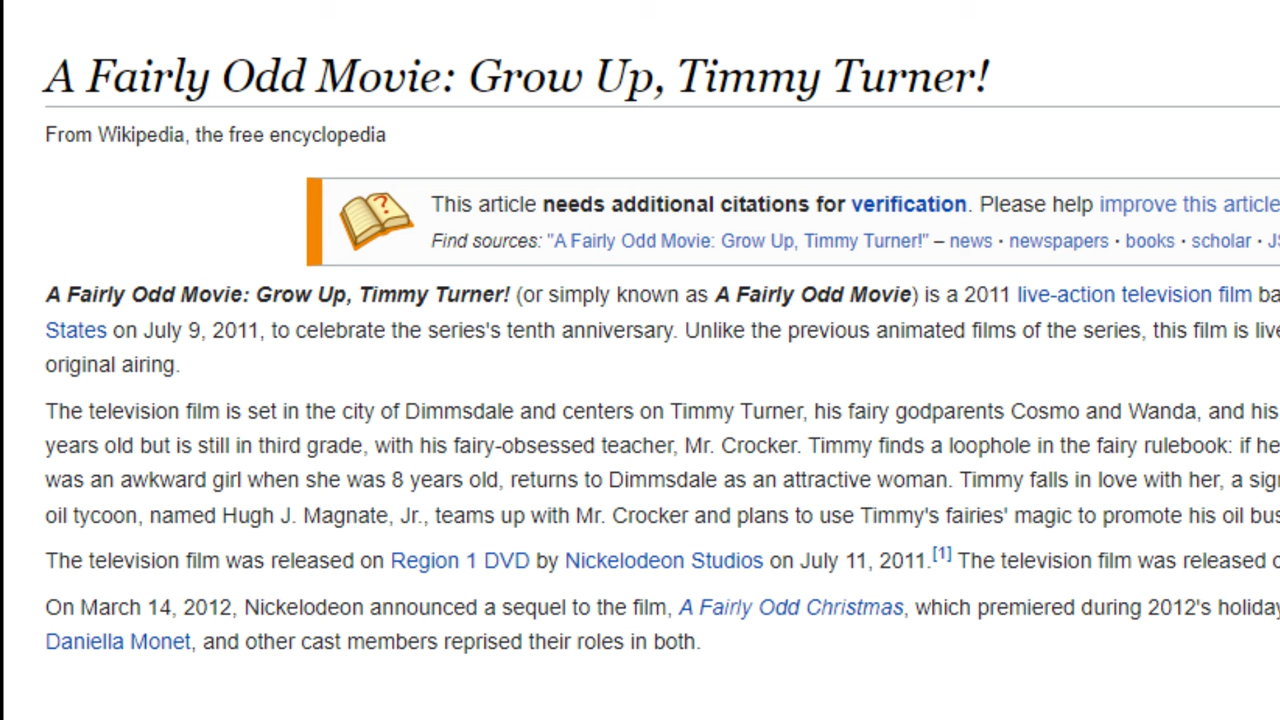 A Fairly Odd Movie: Grow Up, Timmy Turner!
From Wikipedia, the free encyclopedia
This article needs additional citations for verification. Please help improve this article
Find sources: "A Fairly Odd Movie: Grow Up, Timmy Turner!" – news · newspapers · books · scholar ·
A Fairly Odd Movie: Grow Up, Timmy Turner! (or simply known as A Fairly Odd Movie) is a 2011 live-action television film ba
States on July 9, 2011, to celebrate the series's tenth anniversary. Unlike the previous animated films of the series, this film is live
original airing.
The television film is set in the city of Dimmsdale and centers on Timmy Turner, his fairy godparents Cosmo and Wanda, and his
years old but is still in third grade, with his fairy-obsessed teacher, Mr. Crocker. Timmy finds a loophole in the fairy rulebook: if he
was an awkward girl when she was 8 years old, returns to Dimmsdale as an attractive woman. Timmy falls in love with her, a sign
oil tycoon, named Hugh J. Magnate, Jr., teams up with Mr. Crocker and plans to use Timmy's fairies' magic to promote his oil bus
The television film was released on Region 1 DVD by Nickelodeon Studios on July 11, 2011.[1] The television film was released o
On March 14, 2012, Nickelodeon announced a sequel to the film, A Fairly Odd Christmas, which premiered during 2012's holiday
Daniella Monet, and other cast members reprised their roles in both.